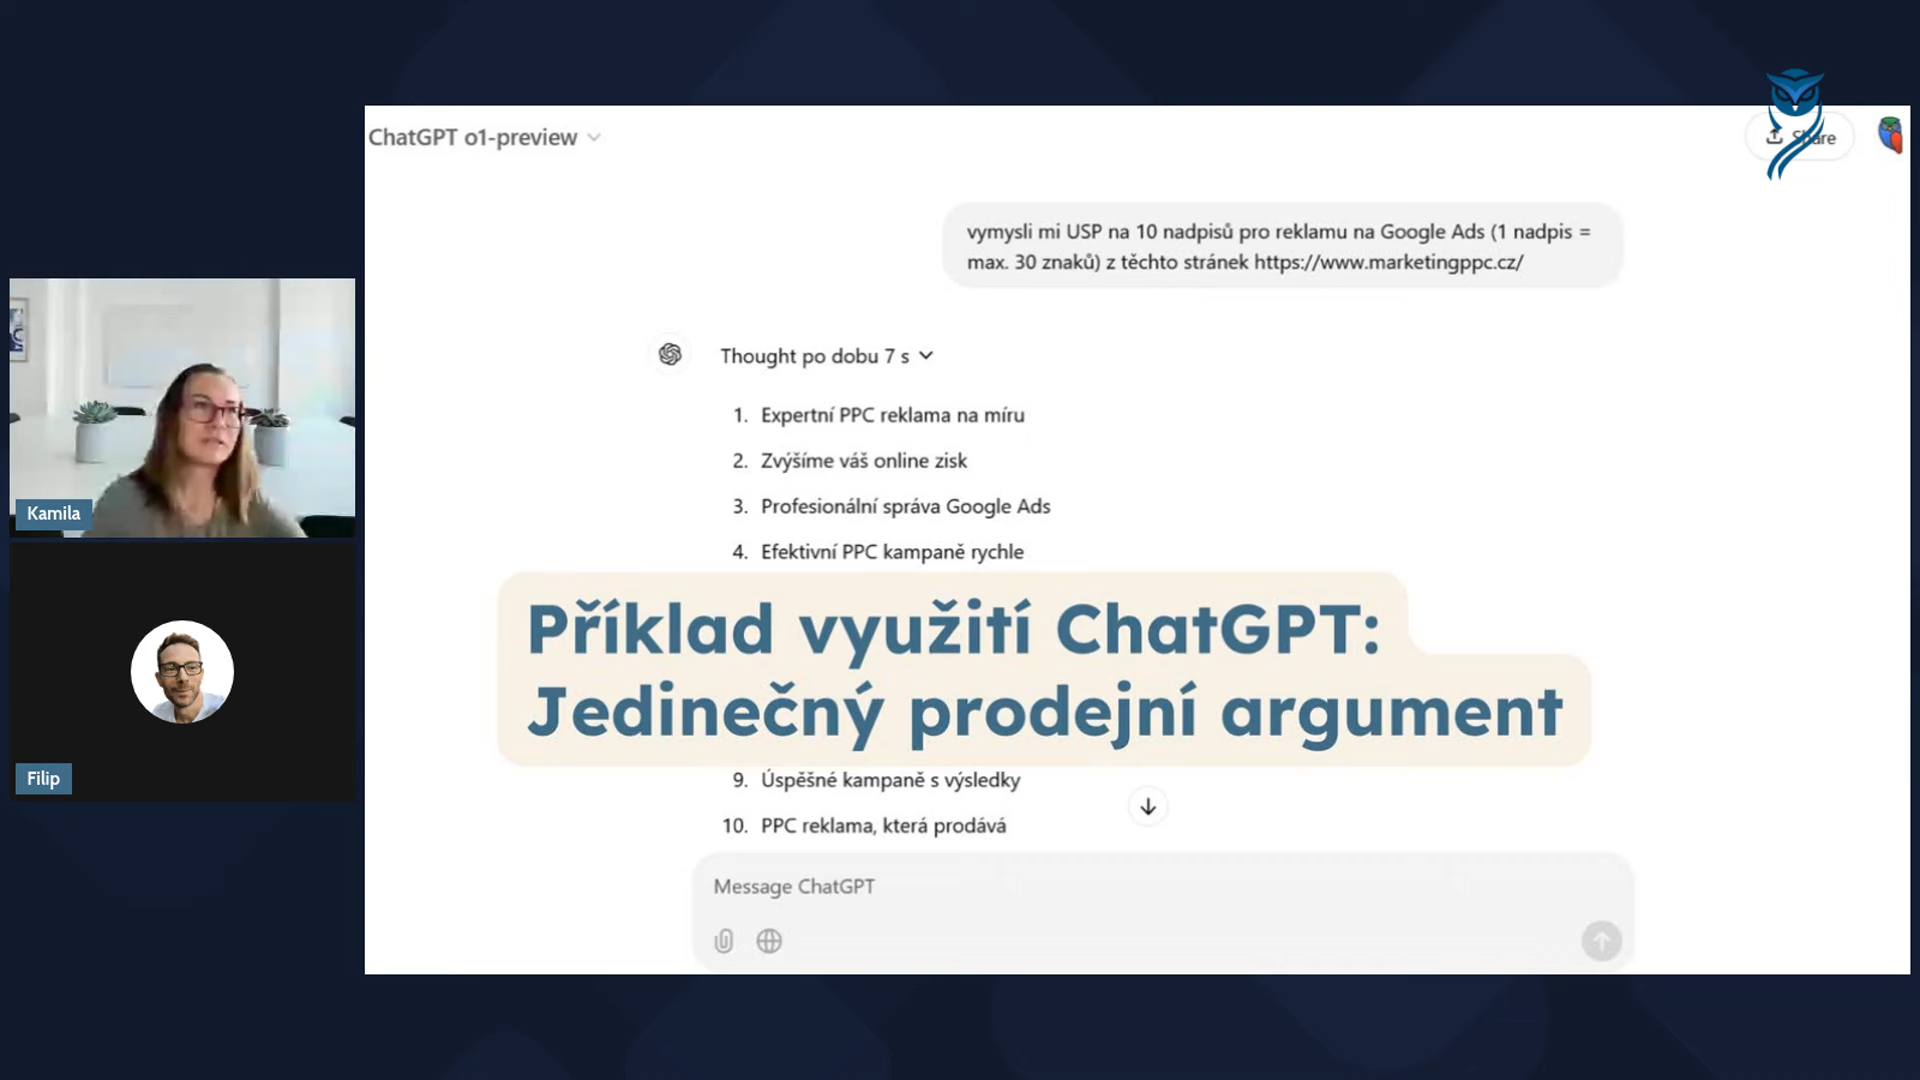 ChatGPT o1-preview
Share
vymysli mi USP na 10 nadpisů pro reklamu na Google Ads (1 nadpis =
max. 30 znaků) z těchto stránek https://www.marketingppc.cz/
Thought po dobu 7 s
1. Expertní PPC reklama na míru
2. Zvýšíme váš online zisk
3. Profesionální správa Google Ads
4. Efektivní PPC kampaně rychle
Příklad využití ChatGPT:
Jedinečný prodejní argument
9. Úspěšné kampaně s výsledky
10. PPC reklama, která prodává
Message ChatGPT
Kamila
Filip